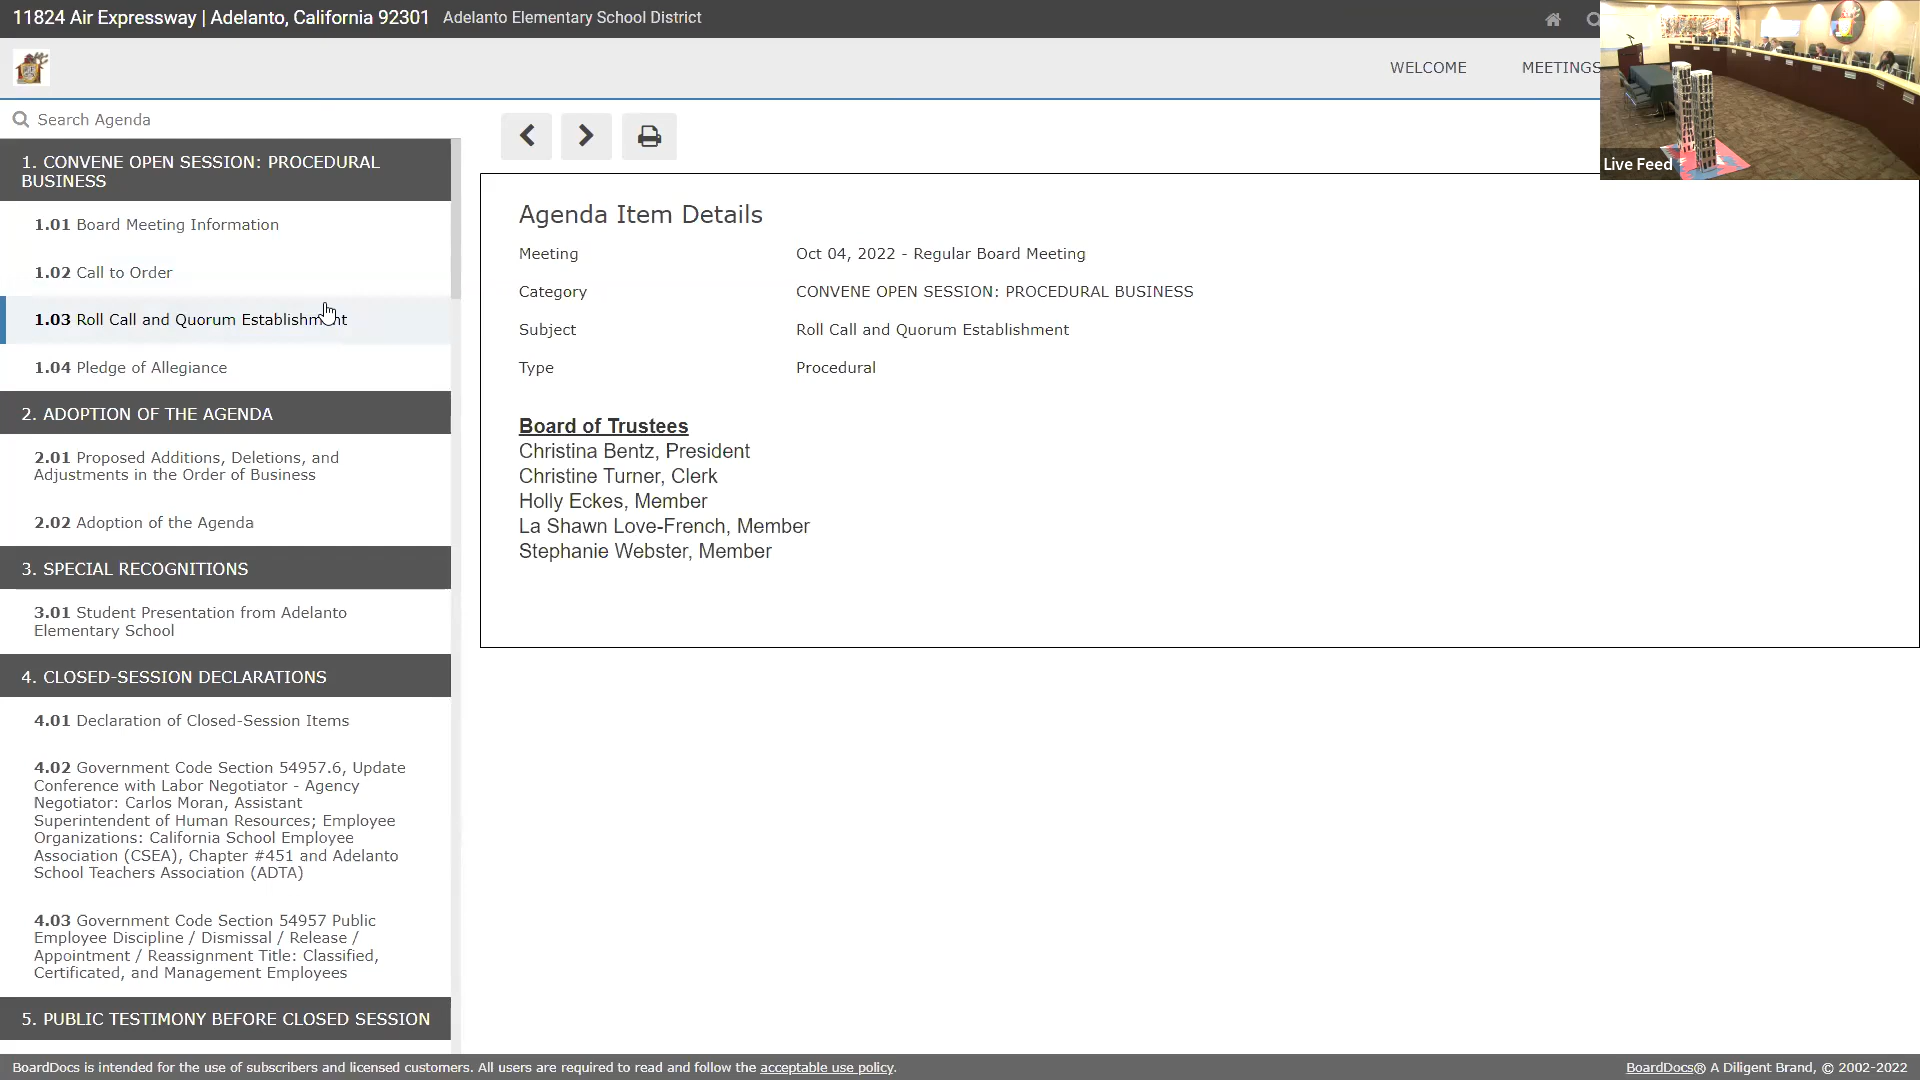 11824 Air Expressway | Adelanto, California 92301 Adelanto Elementary School District
WELCOME MEETINGS
Live Feed
Search Agenda
1. CONVENE OPEN SESSION: PROCEDURAL
BUSINESS
1.01 Board Meeting Information
1.02 Call to Order
1.03 Roll Call and Quorum Establishment
1.04 Pledge of Allegiance
2. ADOPTION OF THE AGENDA
2.01 Proposed Additions, Deletions, and
Adjustments in the Order of Business
2.02 Adoption of the Agenda
3. SPECIAL RECOGNITIONS
3.01 Student Presentation from Adelanto
Elementary School
4. CLOSED-SESSION DECLARATIONS
4.01 Declaration of Closed-Session Items
4.02 Government Code Section 54957.6, Update
Conference with Labor Negotiator - Agency
Negotiator: Carlos Moran, Assistant
Superintendent of Human Resources; Employee
Organizations: California School Employee
Association (CSEA), Chapter #451 and Adelanto
School Teachers Association (ADTA)
4.03 Government Code Section 54957 Public
Employee Discipline / Dismissal / Release /
Appointment / Reassignment Title: Classified,
Certificated, and Management Employees
5. PUBLIC TESTIMONY BEFORE CLOSED SESSION
Agenda Item Details
Meeting Oct 04, 2022 - Regular Board Meeting
Category CONVENE OPEN SESSION: PROCEDURAL BUSINESS
Subject Roll Call and Quorum Establishment
Type Procedural
Board of Trustees
Christina Bentz, President
Christine Turner, Clerk
Holly Eckes, Member
La Shawn Love-French, Member
Stephanie Webster, Member
BoardDocs is intended for the use of subscribers and licensed customers. All users are required to read and follow the acceptable use policy.
BoardDocs® A Diligent Brand, © 2002-2022